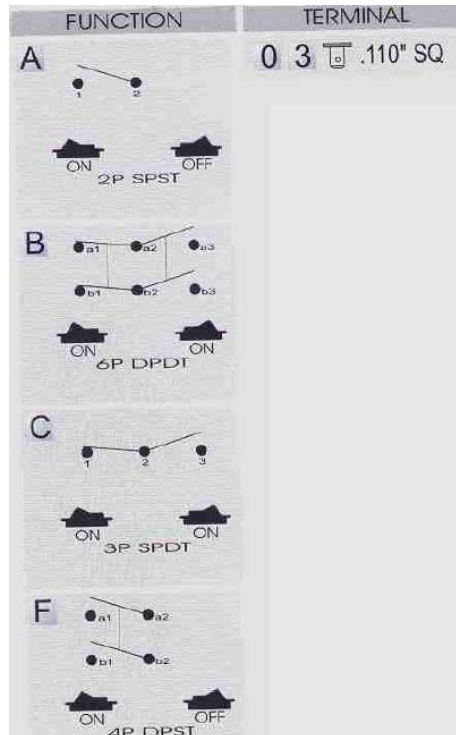 FUNCTION
TERMINAL
A
0 3 .110" SQ
1 2
ON OFF
2P SPST
B
a1 a2 a3
b1 b2 b3
ON ON
6P DPDT
C
1 2 3
ON ON
3P SPDT
F
a1 a2
b1 b2
ON OFF
4P DPST